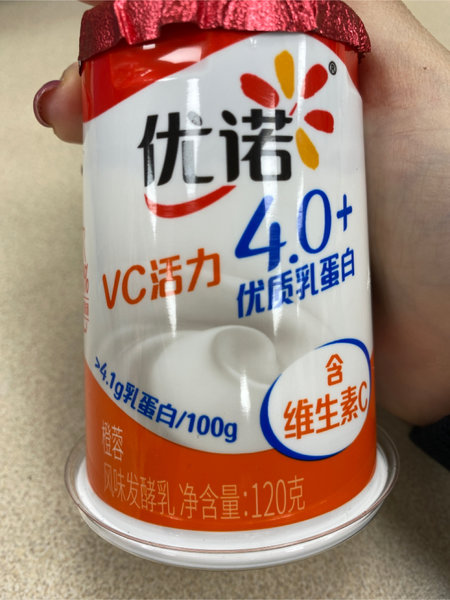 优诺®
4.0+
VC活力
优质乳蛋白
>4.1g乳蛋白/100g
含
维生素C
橙蓉
风味发酵乳 净含量:120克